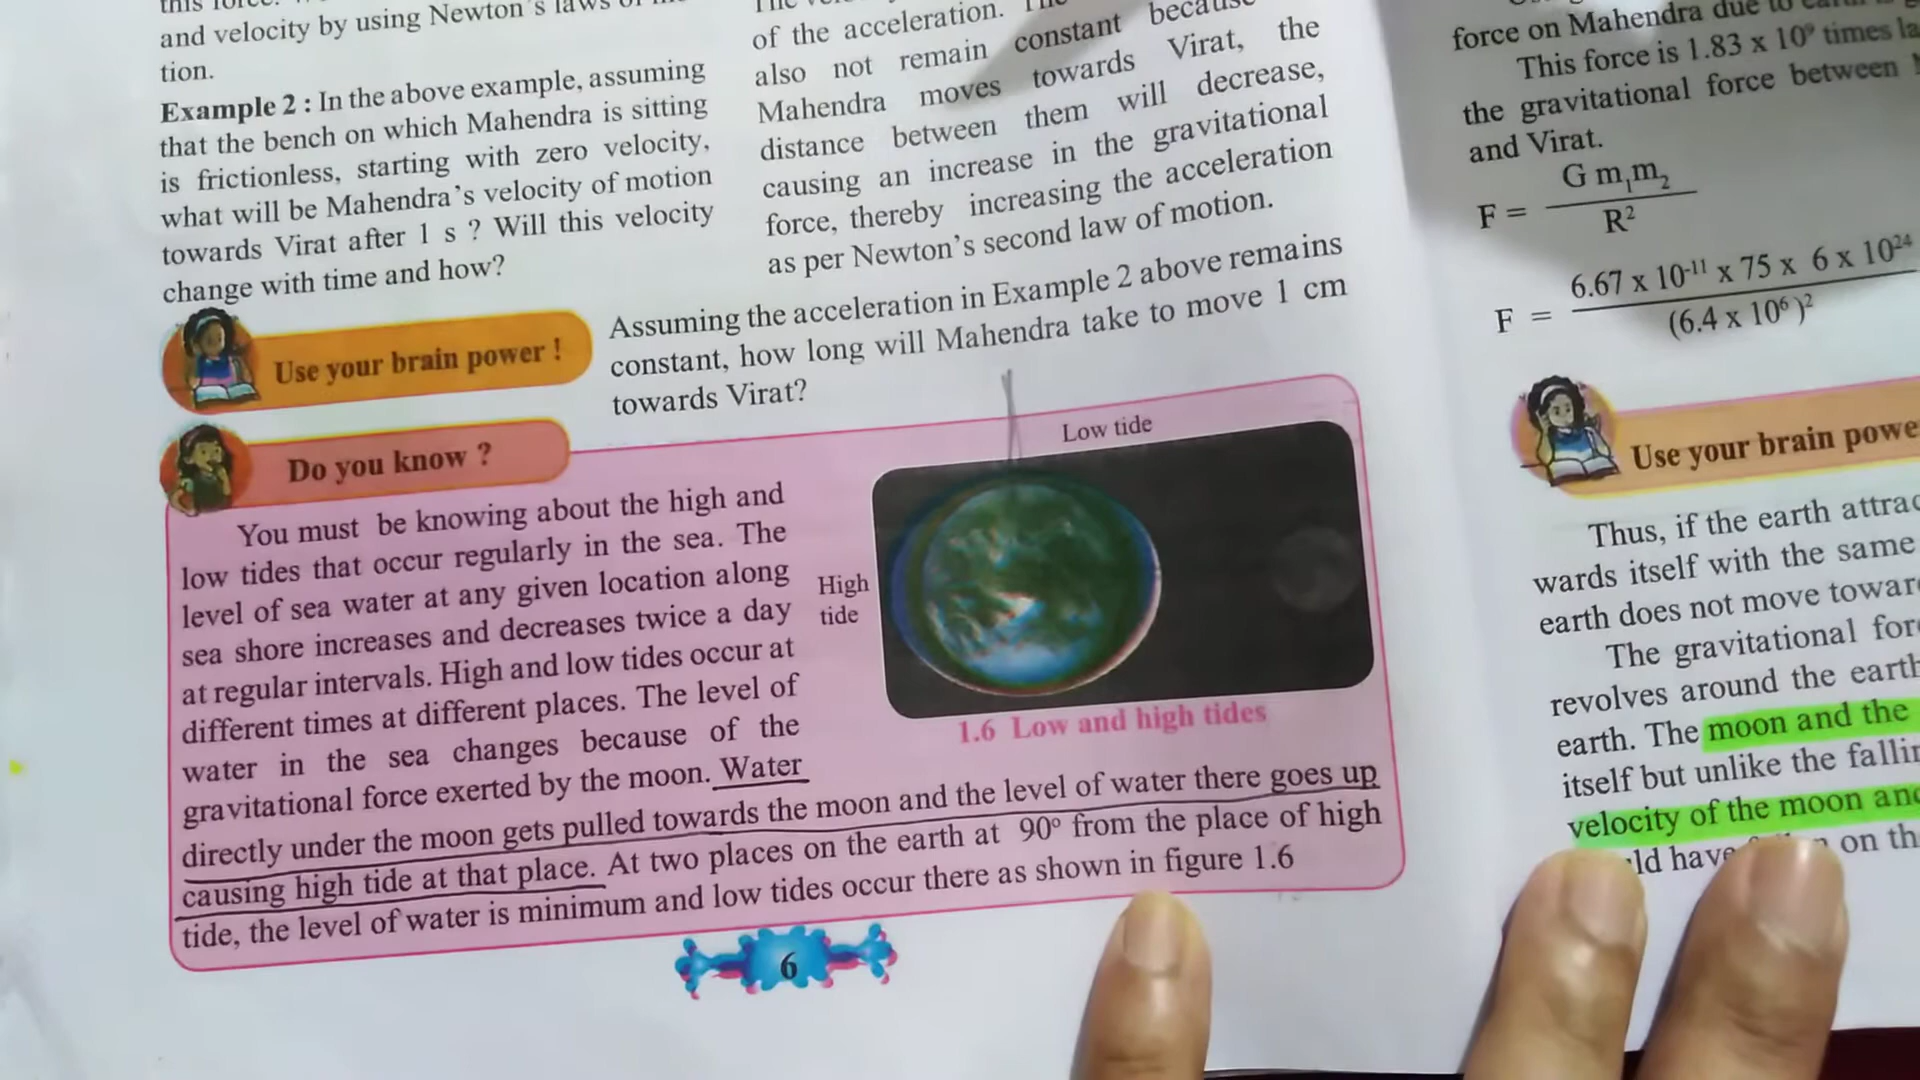 and velocity by using Newton's laws of
tion.
Example 2 : In the above example, assuming
that the bench on which Mahendra is sitting
is frictionless, starting with zero velocity,
what will be Mahendra's velocity of motion
towards Virat after 1 s ? Will this velocity
change with time and how?
of the acceleration.
also not remain constant because
Mahendra moves towards Virat, the
distance between them will decrease,
causing an increase in the gravitational
force, thereby increasing the acceleration
as per Newton's second law of motion.
Use your brain power !
Assuming the acceleration in Example 2 above remains
constant, how long will Mahendra take to move 1 cm
towards Virat?
Do you know ?
You must be knowing about the high and
low tides that occur regularly in the sea. The
level of sea water at any given location along
sea shore increases and decreases twice a day
at regular intervals. High and low tides occur at
different times at different places. The level of
water in the sea changes because of the
gravitational force exerted by the moon. Water
directly under the moon gets pulled towards the moon and the level of water there goes up
causing high tide at that place. At two places on the earth at 90° from the place of high
tide, the level of water is minimum and low tides occur there as shown in figure 1.6
Low tide
High
tide
1.6 Low and high tides
6
force on Mahendra due to
This force is 1.83 x 10⁹ times
the gravitational force between
and Virat.
F = G m₁m₂ / R²
F = 6.67 x 10⁻¹¹ x 75 x 6 x 10²⁴ / (6.4 x 10⁶)²
Use your brain
Thus, if the earth
wards itself with the same
earth does not move
The gravitational
revolves around the earth
earth. The moon and the
itself but unlike the
velocity of the moon
have on